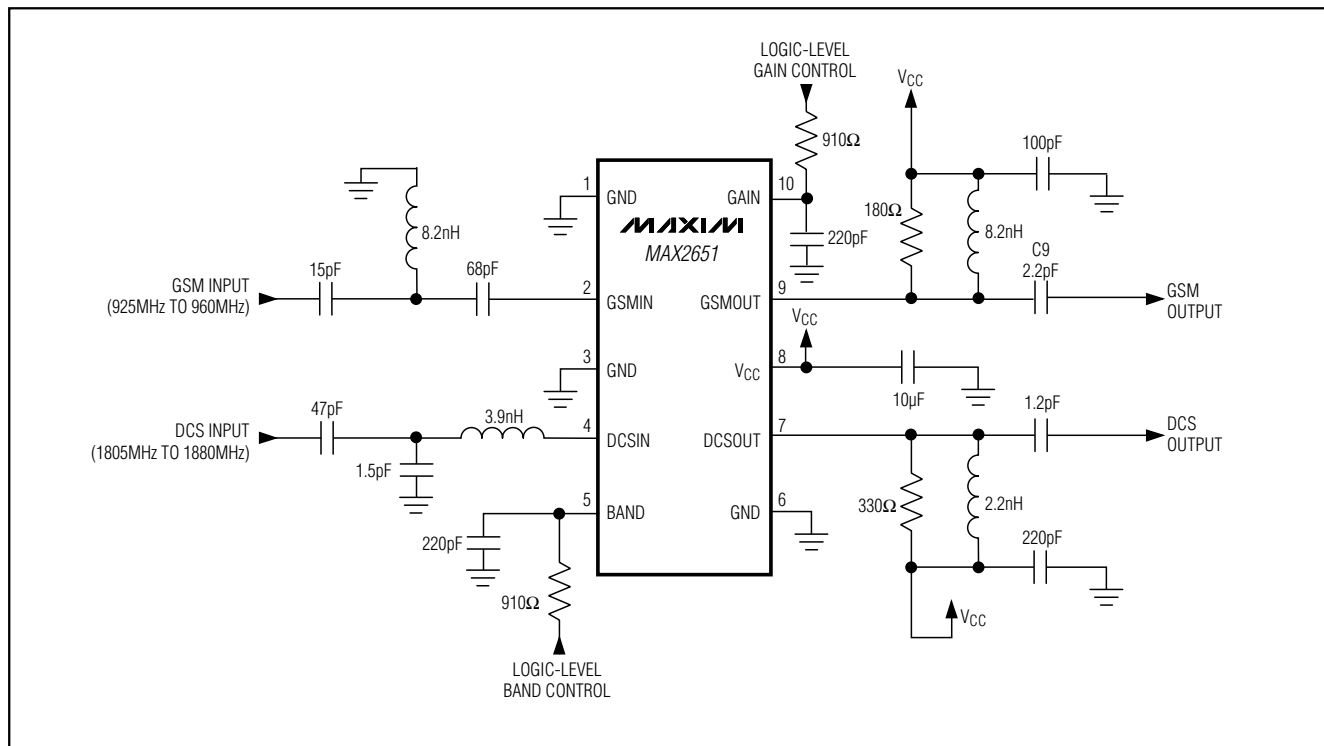 LOGIC-LEVEL
GAIN CONTROL
VCC
910Ω
100pF
1
GND
10
GAIN
MAXIM
MAX2651
8.2nH
180Ω
8.2nH
220pF
C9
2.2pF
15pF
68pF
GSM INPUT
(925MHz TO 960MHz)
2
GSMIN
9
GSMOUT
GSM
OUTPUT
VCC
3
GND
8
VCC
10µF
47pF
3.9nH
1.2pF
DCS INPUT
(1805MHz TO 1880MHz)
4
DCSIN
7
DCSOUT
DCS
OUTPUT
1.5pF
5
BAND
6
GND
330Ω
2.2nH
220pF
220pF
910Ω
VCC
LOGIC-LEVEL
BAND CONTROL